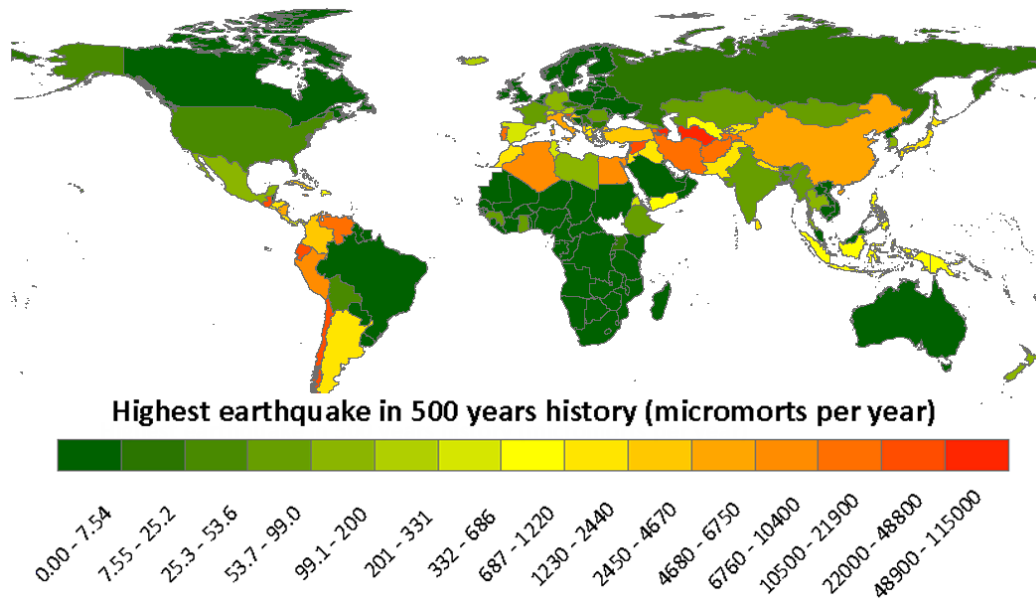 Highest earthquake in 500 years history (micromorts per year)
0.00 - 7.54
7.55 - 25.2
25.3 - 53.6
53.7 - 99.0
99.1 - 200
201 - 331
332 - 686
687 - 1220
1230 - 2440
2450 - 4670
4680 - 6750
6760 - 10400
10500 - 21900
22000 - 48800
48900 - 115000